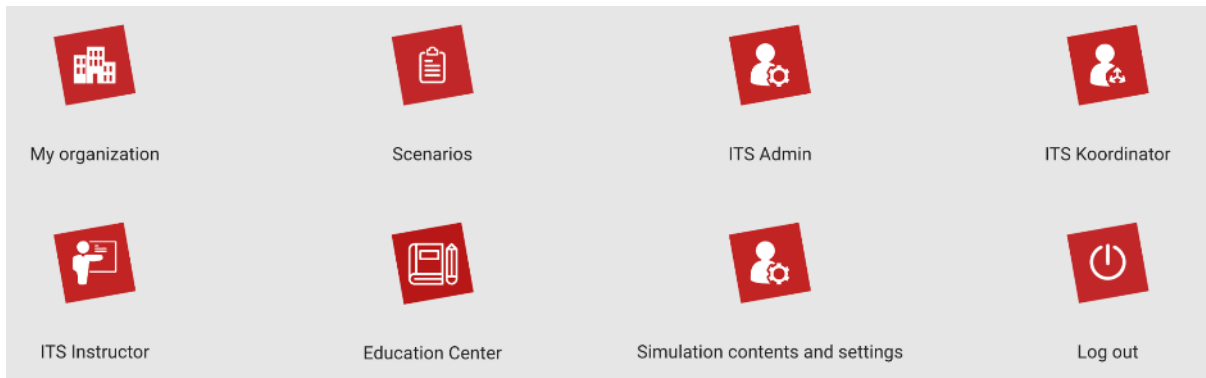 My organization
Scenarios
ITS Admin
ITS Koordinator
ITS Instructor
Education Center
Simulation contents and settings
Log out